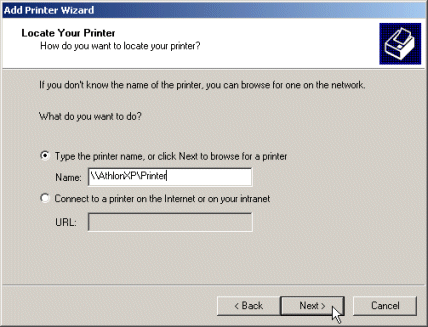 Add Printer Wizard
Locate Your Printer
How do you want to locate your printer?
If you don't know the name of the printer, you can browse for one on the network.
What do you want to do?
Type the printer name, or click Next to browse for a printer
Name: \\AthlonXP\Printer
Connect to a printer on the Internet or on your intranet
URL:
< Back Next > Cancel